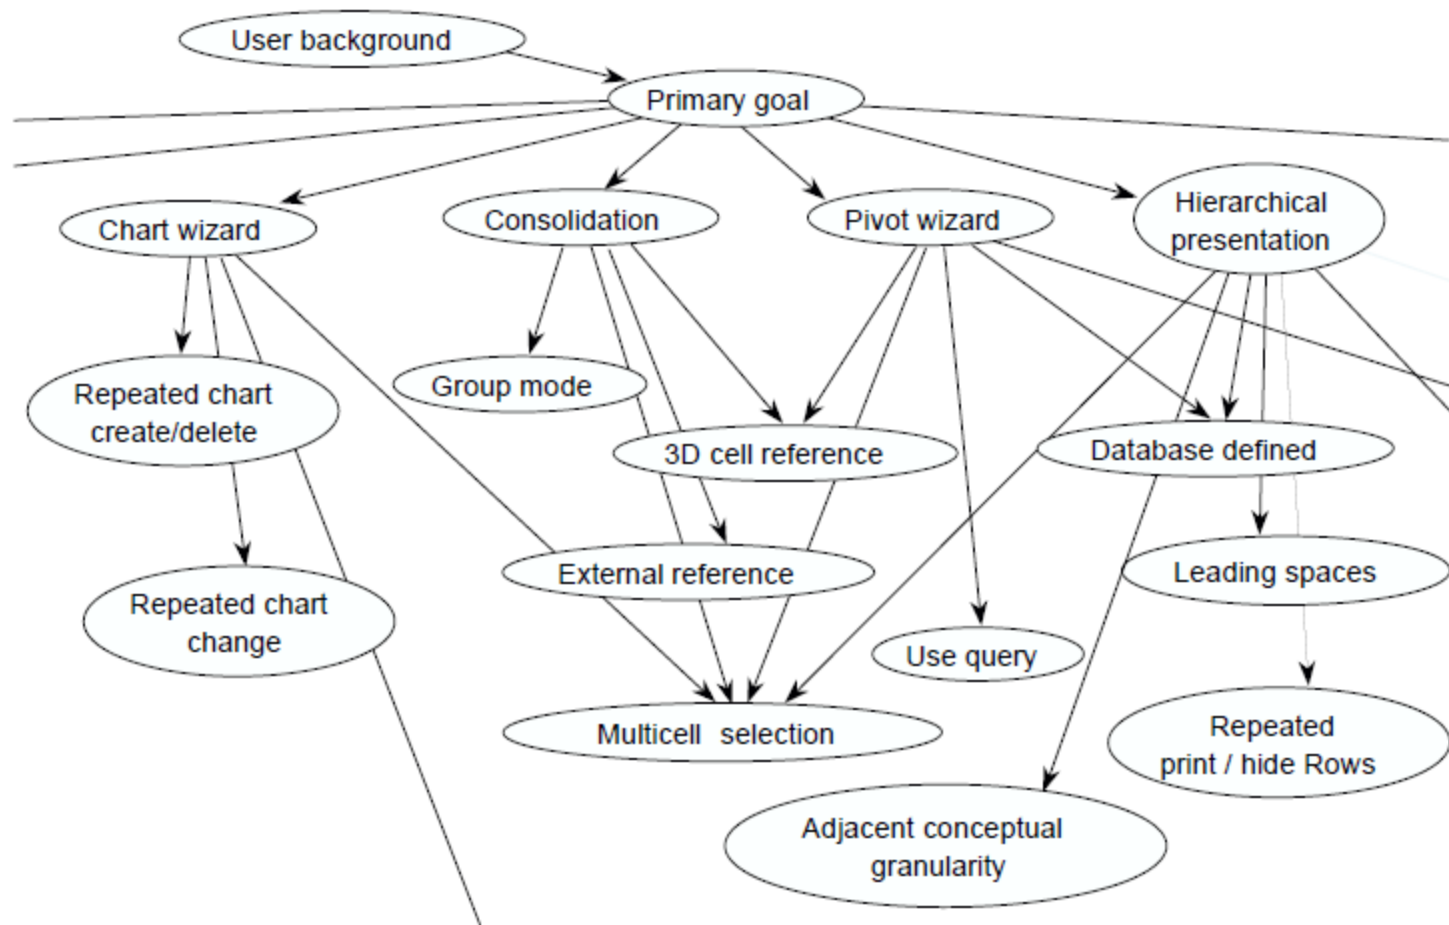 User background
Primary goal
Chart wizard
Consolidation
Pivot wizard
Hierarchical
presentation
Repeated chart
create/delete
Group mode
3D cell reference
Database defined
External reference
Leading spaces
Repeated chart
change
Use query
Multicell selection
Repeated
print / hide Rows
Adjacent conceptual
granularity